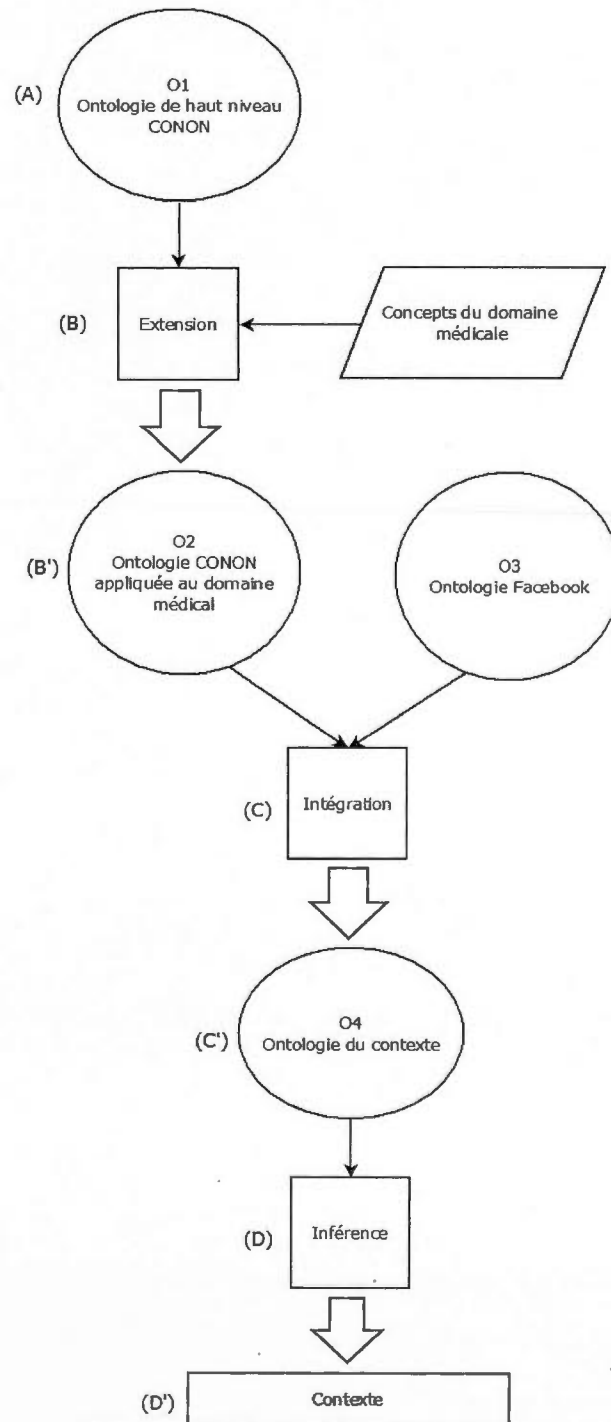 (A)
O1
Ontologie de haut niveau
CONON
(B)
Extension
Concepts du domaine
médicale
(B')
O2
Ontologie CONON
appliquée au domaine
médical
O3
Ontologie Facebook
(C)
Intégration
(C')
O4
Ontologie du contexte
(D)
Inférence
(D')
Contexte